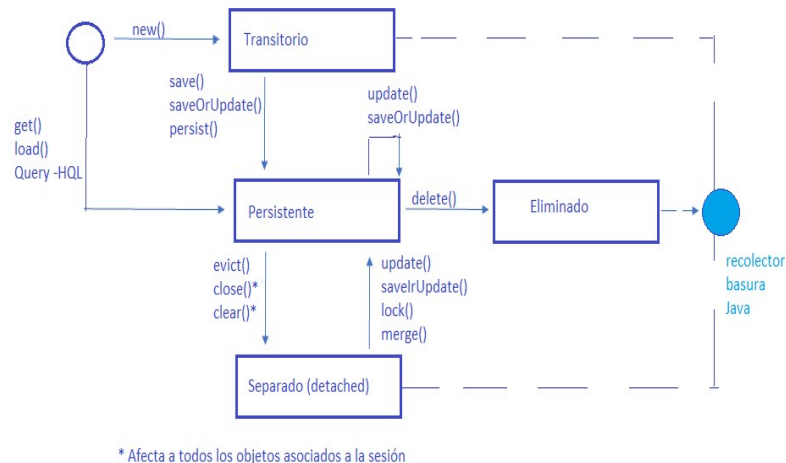 new()
Transitorio
save()
saveOrUpdate()
persist()
update()
saveOrUpdate()
get()
load()
Query -HQL
Persistente
delete()
Eliminado
recolector
basura
Java
evict()
close()*
clear()*
update()
saveIrUpdate()
lock()
merge()
Separado (detached)
* Afecta a todos los objetos asociados a la sesión